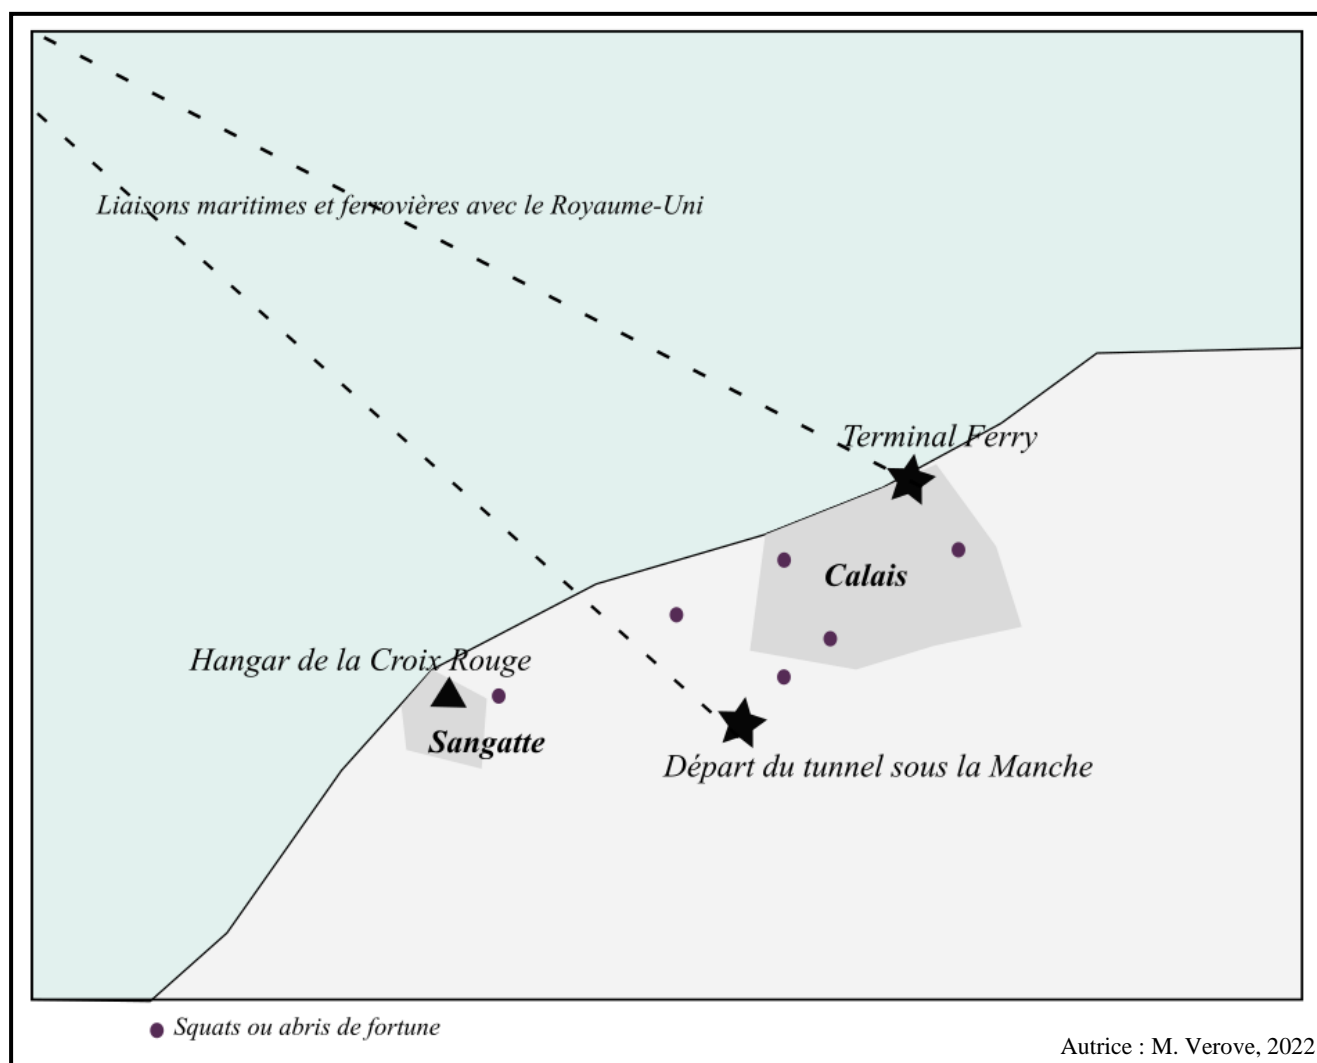 Liaisons maritimes et ferrovières avec le Royaume-Uni
Terminal Ferry
Calais
Hangar de la Croix Rouge
Sangatte
Départ du tunnel sous la Manche
Squats ou abris de fortune
Autrice : M. Verove, 2022